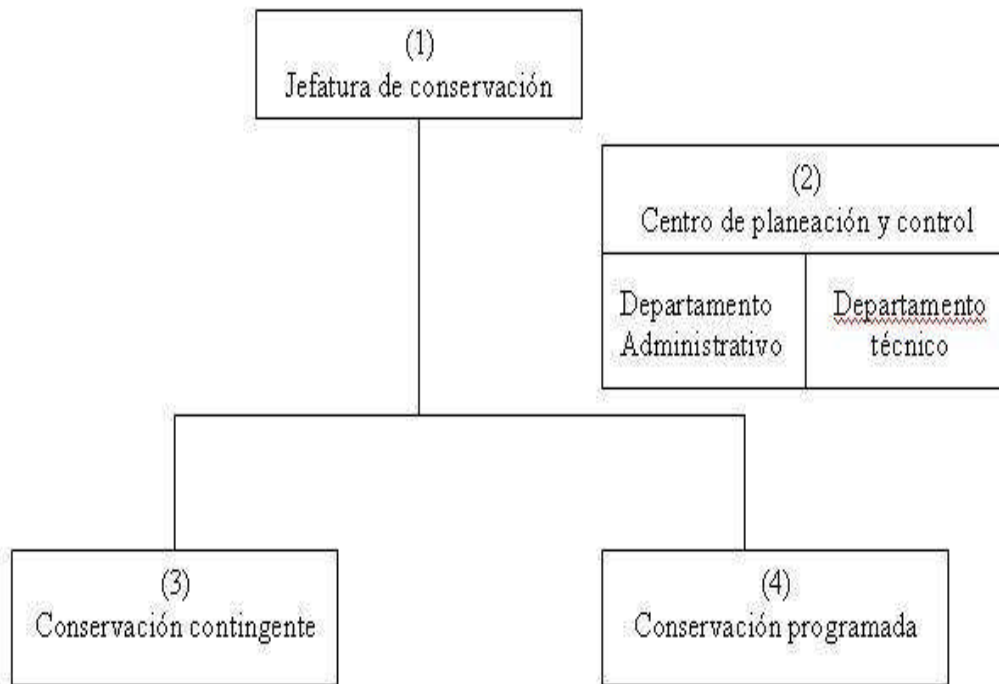 (1)
Jefatura de conservación
(2)
Centro de planeación y control
Departamento
Administrativo
Departamento
técnico
(3)
Conservación contingente
(4)
Conservación programada